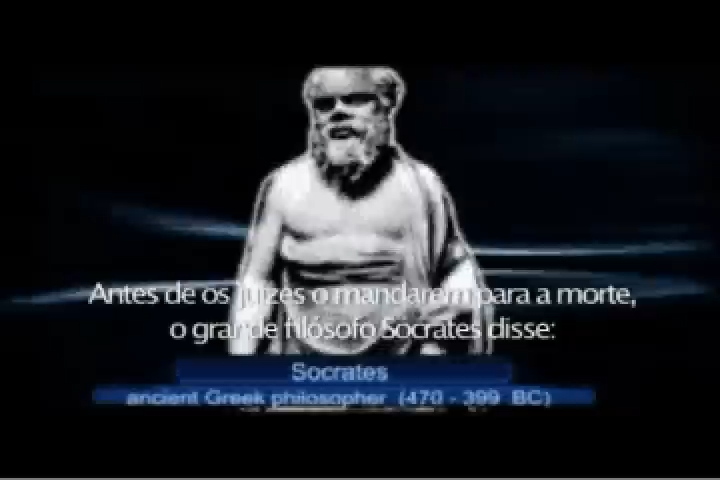 Antes de os juízes o mandarem para a morte,
o grande filósofo Socrates disse:
Socrates
ancient Greek philosopher (470 - 399 BC)